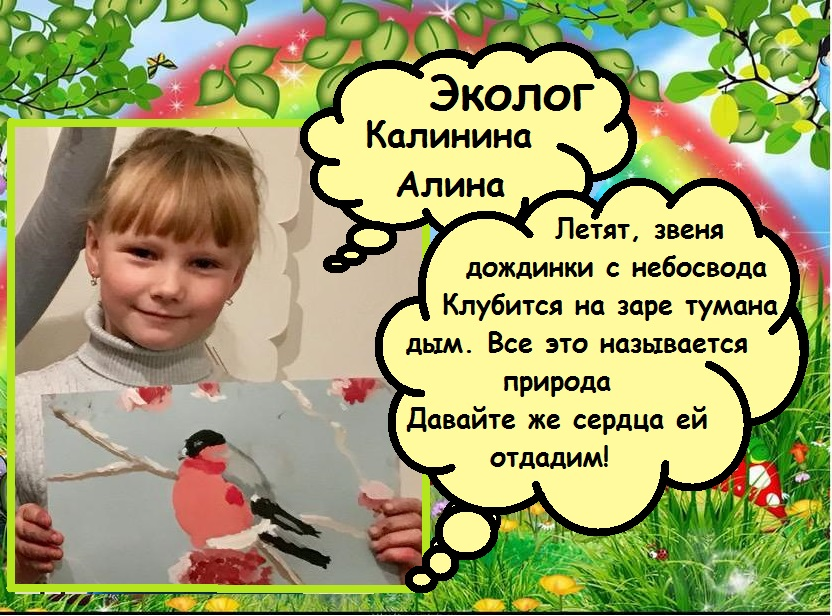 Эколог
Калинина
Алина
Летят, звеня
дождинки с небосвода
Клубится на заре тумана
дым. Все это называется
природа
Давайте же сердца ей
отдадим!